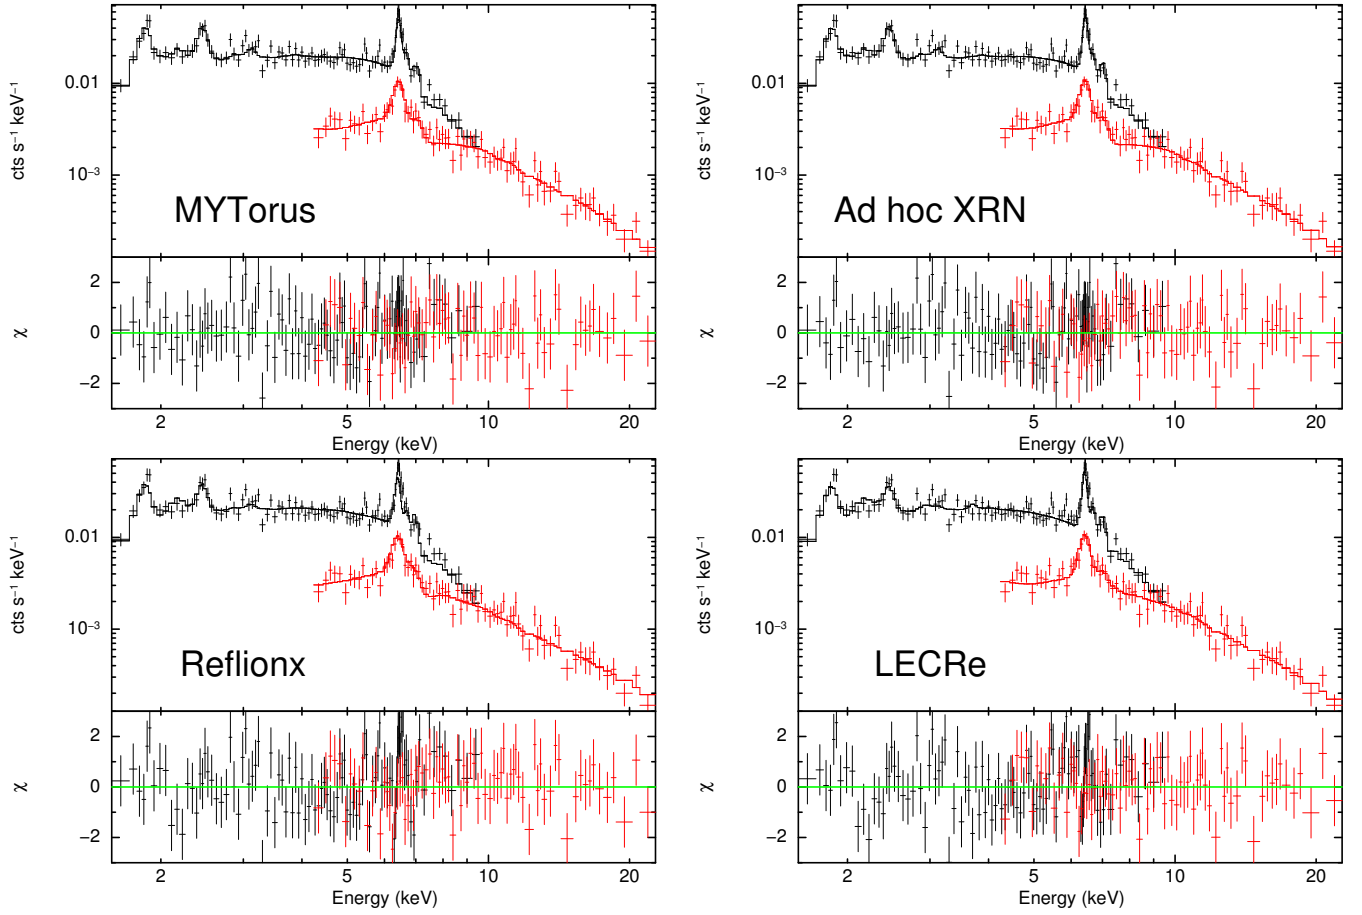 cts s⁻¹ keV⁻¹
0.01
10⁻³
MYTorus
χ
2
0
−2
2
5
10
20
Energy (keV)
cts s⁻¹ keV⁻¹
0.01
10⁻³
Ad hoc XRN
χ
2
0
−2
2
5
10
20
Energy (keV)
cts s⁻¹ keV⁻¹
0.01
10⁻³
Reflionx
χ
2
0
−2
2
5
10
20
Energy (keV)
cts s⁻¹ keV⁻¹
0.01
10⁻³
LECRe
χ
2
0
−2
2
5
10
20
Energy (keV)